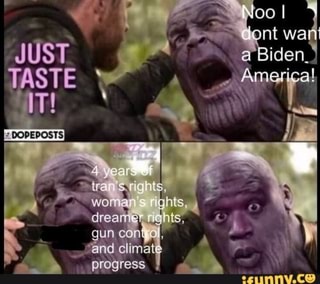 Noo I
dont want
a Biden
America!
JUST
TASTE
IT!
DOPEPOSTS
4 years of
tran's rights,
woman's rights,
dreamer rights,
gun control,
and climate
progress
ifunny.co